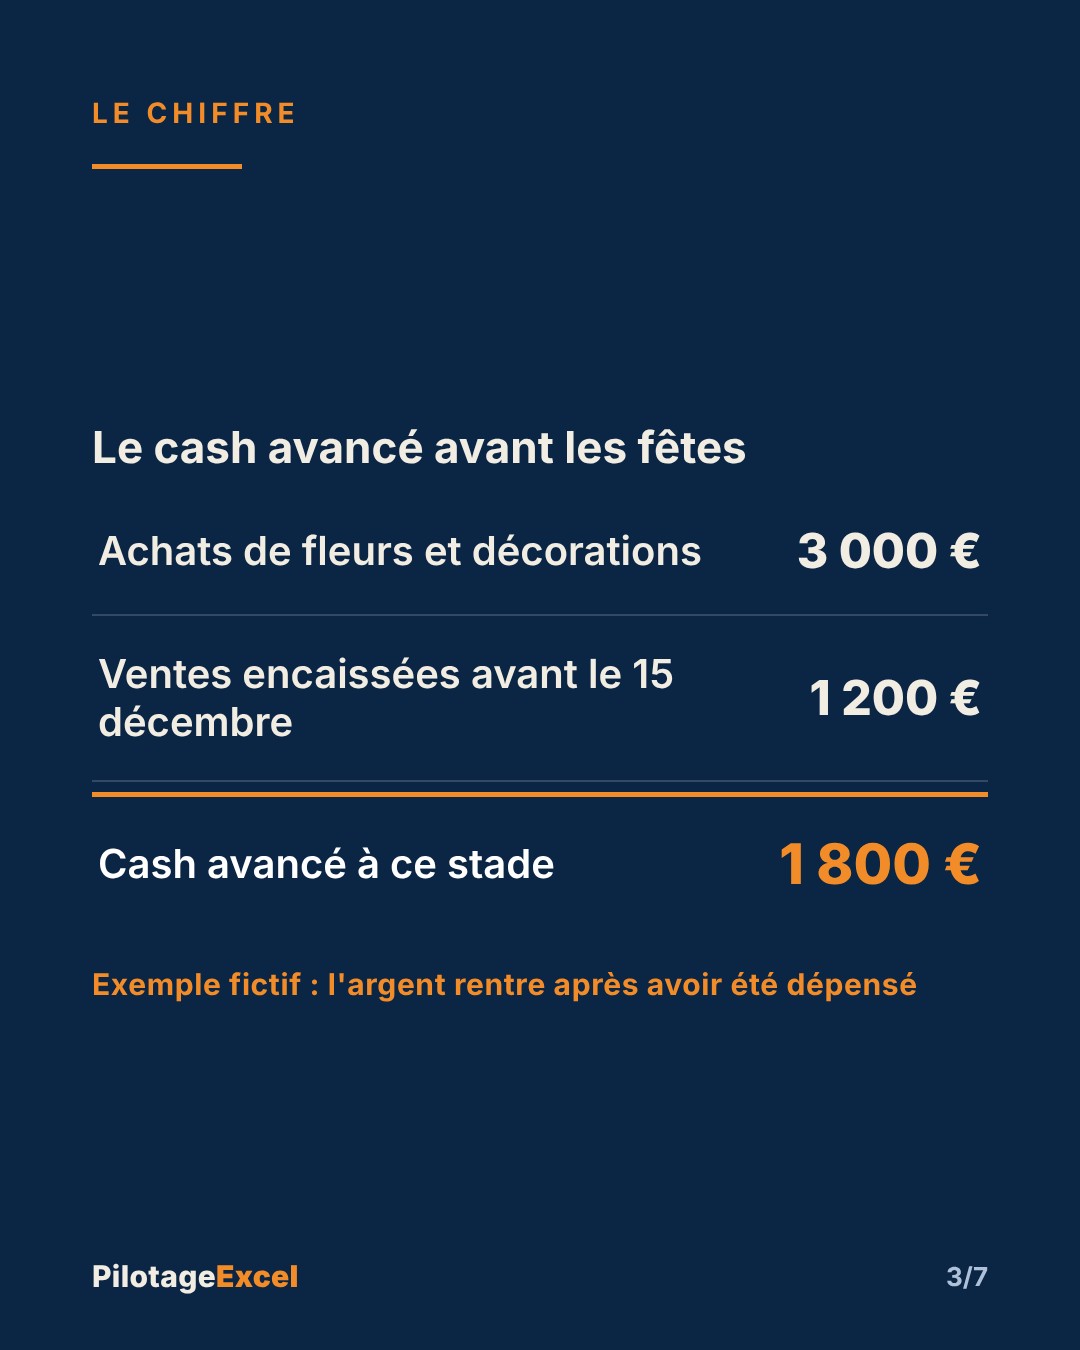 LE CHIFFRE
Le cash avancé avant les fêtes
Achats de fleurs et décorations 3 000 €
Ventes encaissées avant le 15
décembre 1 200 €
Cash avancé à ce stade 1 800 €
Exemple fictif : l'argent rentre après avoir été dépensé
PilotageExcel 3/7